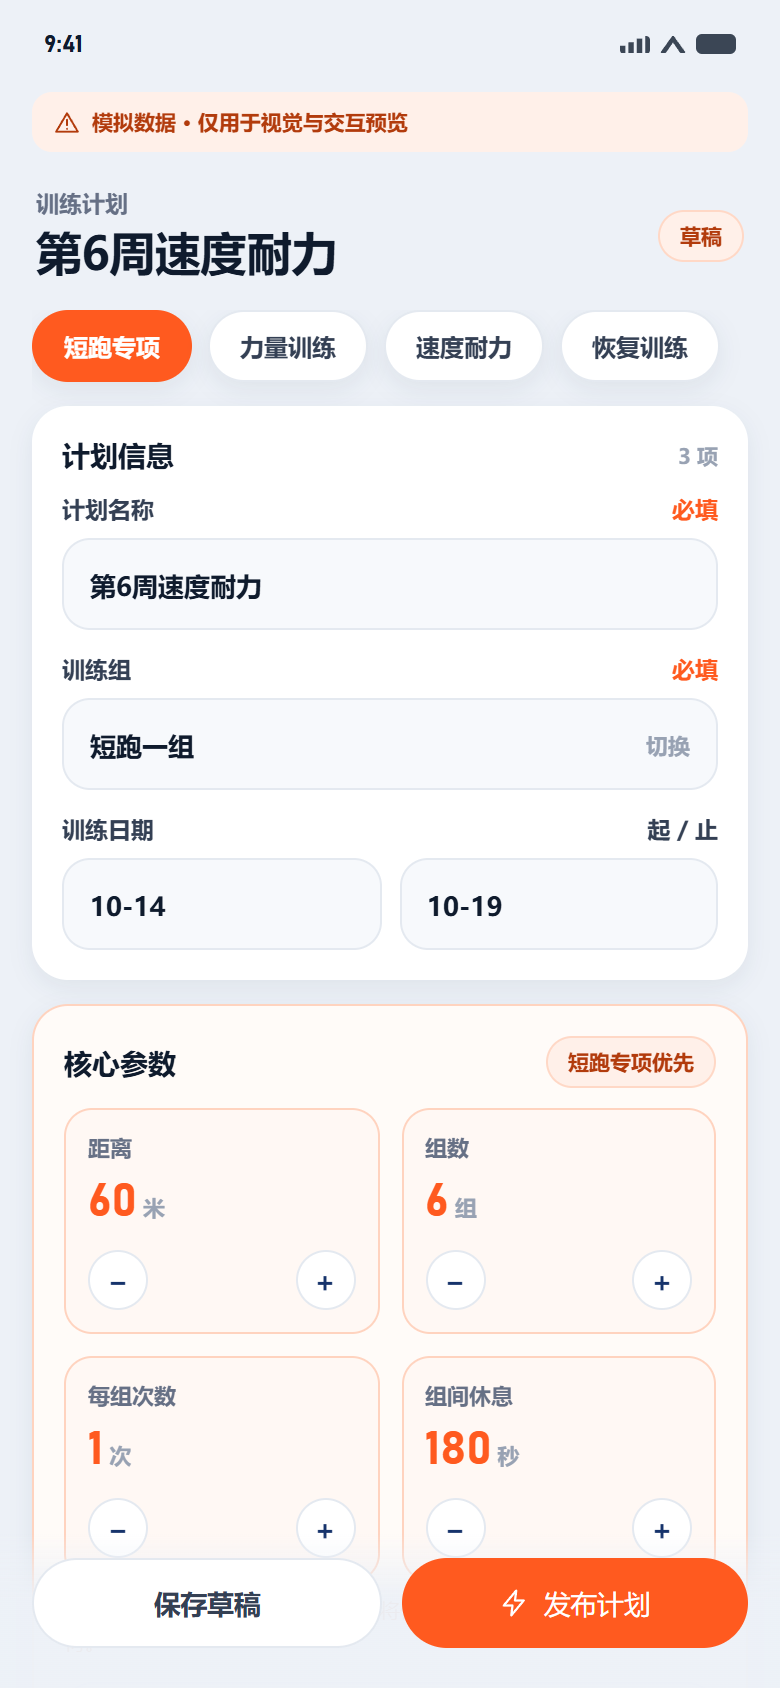 9:41
模拟数据・仅用于视觉与交互预览
训练计划
第6周速度耐力
草稿
短跑专项 力量训练 速度耐力 恢复训练
计划信息 3 项
计划名称 必填
第6周速度耐力
训练组 必填
短跑一组 切换
训练日期 起 / 止
10-14 10-19
核心参数 短跑专项优先
距离 组数
60 米 6 组
− + − +
每组次数 组间休息
1 次 180 秒
− + − +
保存草稿 发布计划